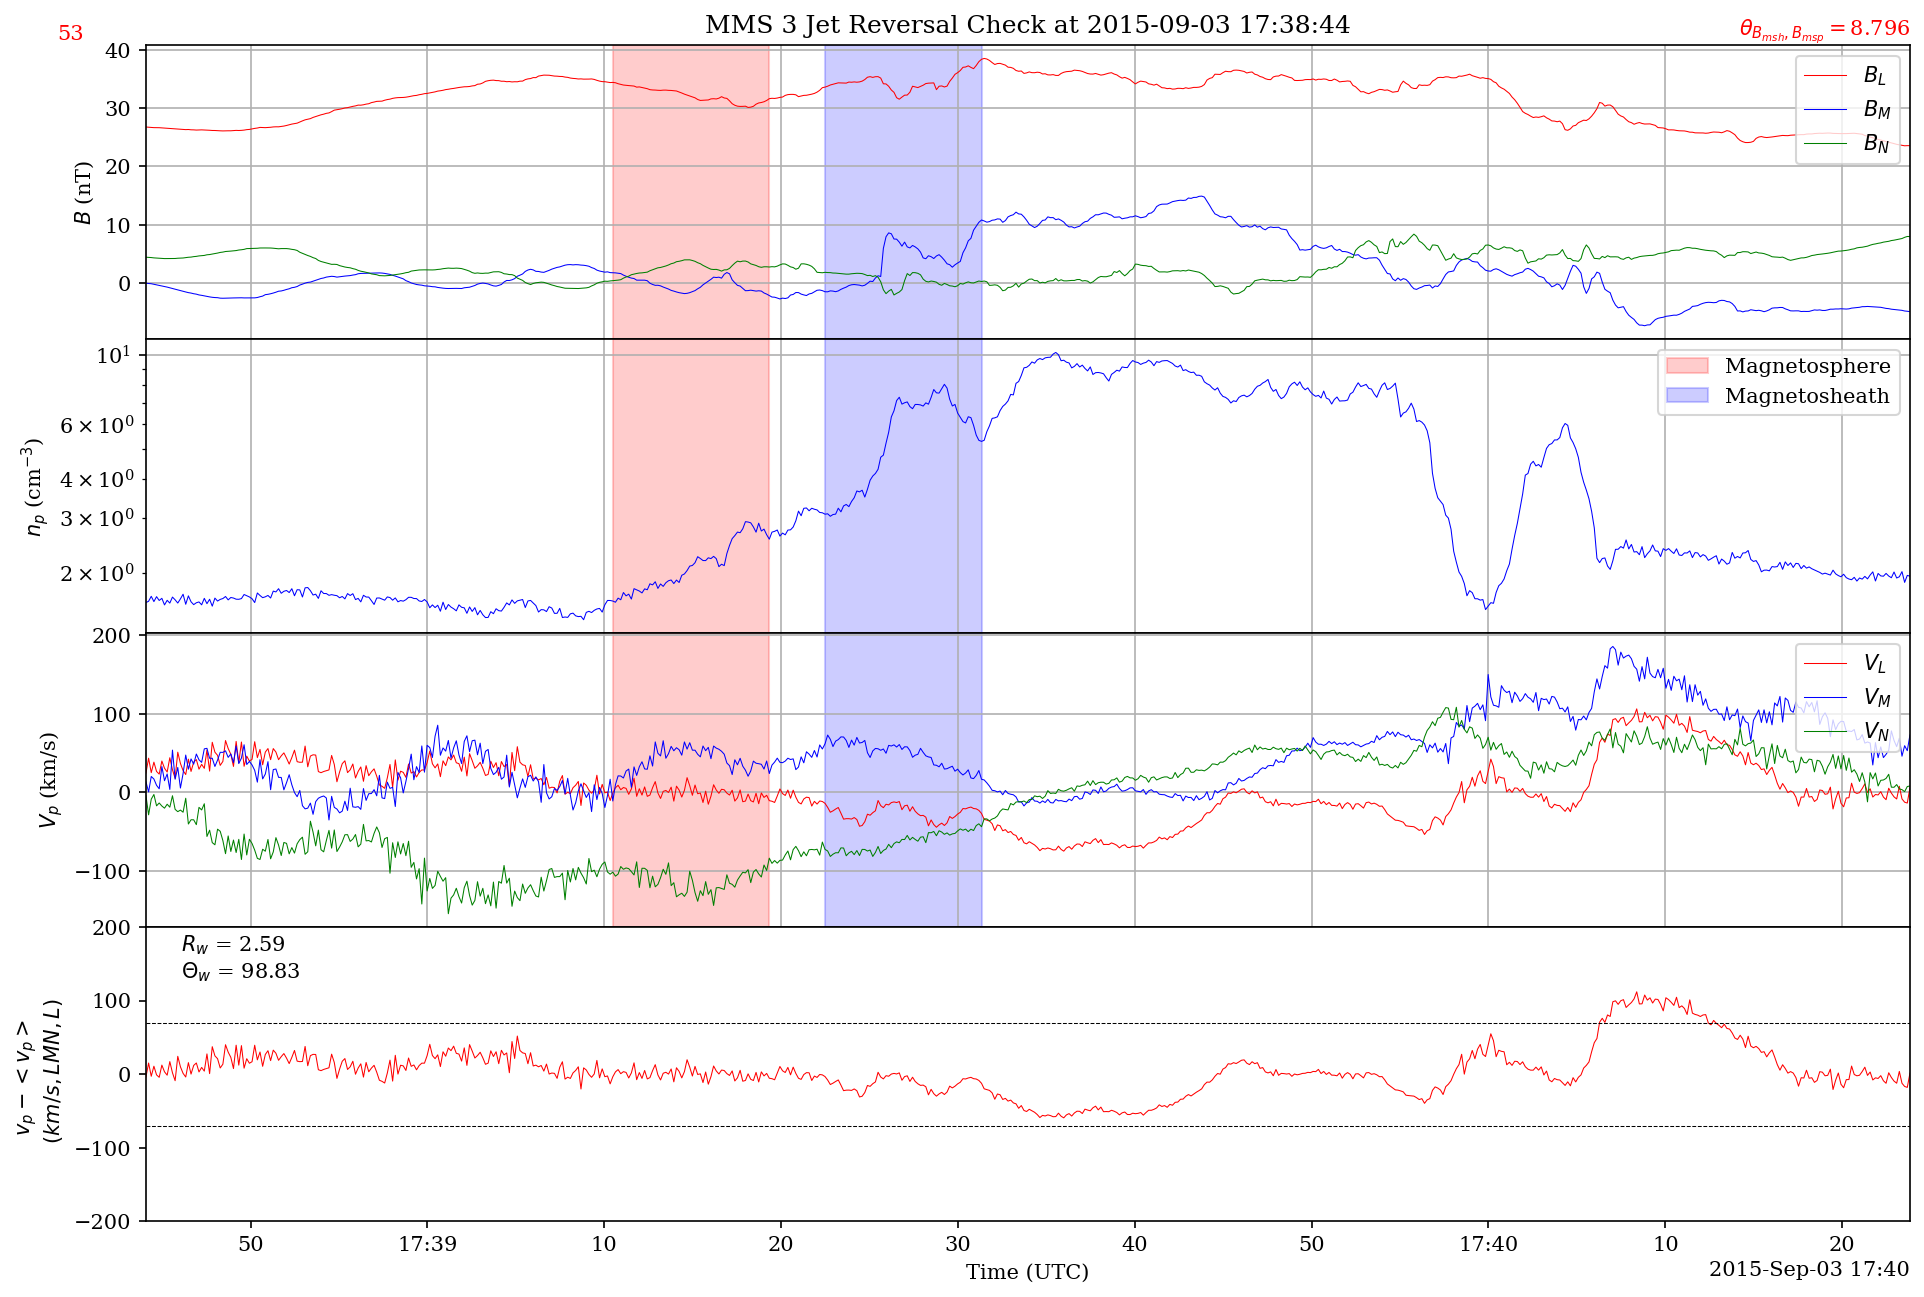 MMS 3 Jet Reversal Check at 2015-09-03 17:38:44
53
θ_{B_{msh}, B_{msp}} = 8.796
40
30
20
10
0
B (nT)
B_L
B_M
B_N
10^1
6 × 10^0
4 × 10^0
3 × 10^0
2 × 10^0
n_p (cm^{-3})
Magnetosphere
Magnetosheath
200
100
0
−100
V_p (km/s)
V_L
V_M
V_N
200
100
0
−100
−200
v_p − < v_p >
(km/s, LMN, L)
R_w = 2.59
Θ_w = 98.83
50 17:39 10 20 30 40 50 17:40 10 20
Time (UTC)
2015-Sep-03 17:40